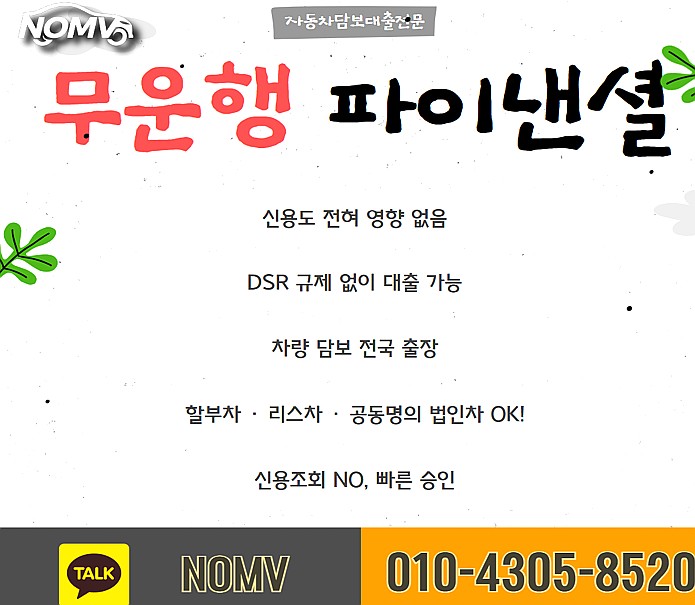 NOMV
자동차담보대출전문
무운행 파이낸셜
신용도 전혀 영향 없음
DSR 규제 없이 대출 가능
차량 담보 전국 출장
할부차 · 리스차 · 공동명의 법인차 OK!
신용조회 NO, 빠른 승인
TALK NOMV 010-4305-8520